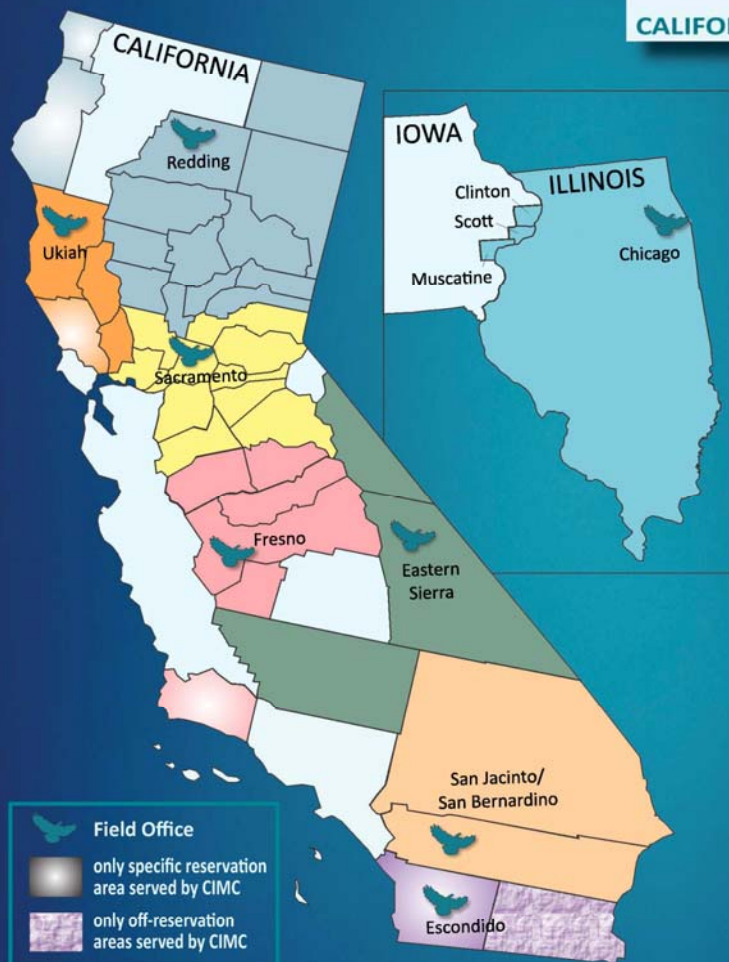 CALIFOR
CALIFORNIA
Redding
Ukiah
Sacramento
Fresno
Eastern
Sierra
San Jacinto/
San Bernardino
Escondido
IOWA
ILLINOIS
Clinton
Scott
Muscatine
Chicago
Field Office
only specific reservation
area served by CIMC
only off-reservation
areas served by CIMC